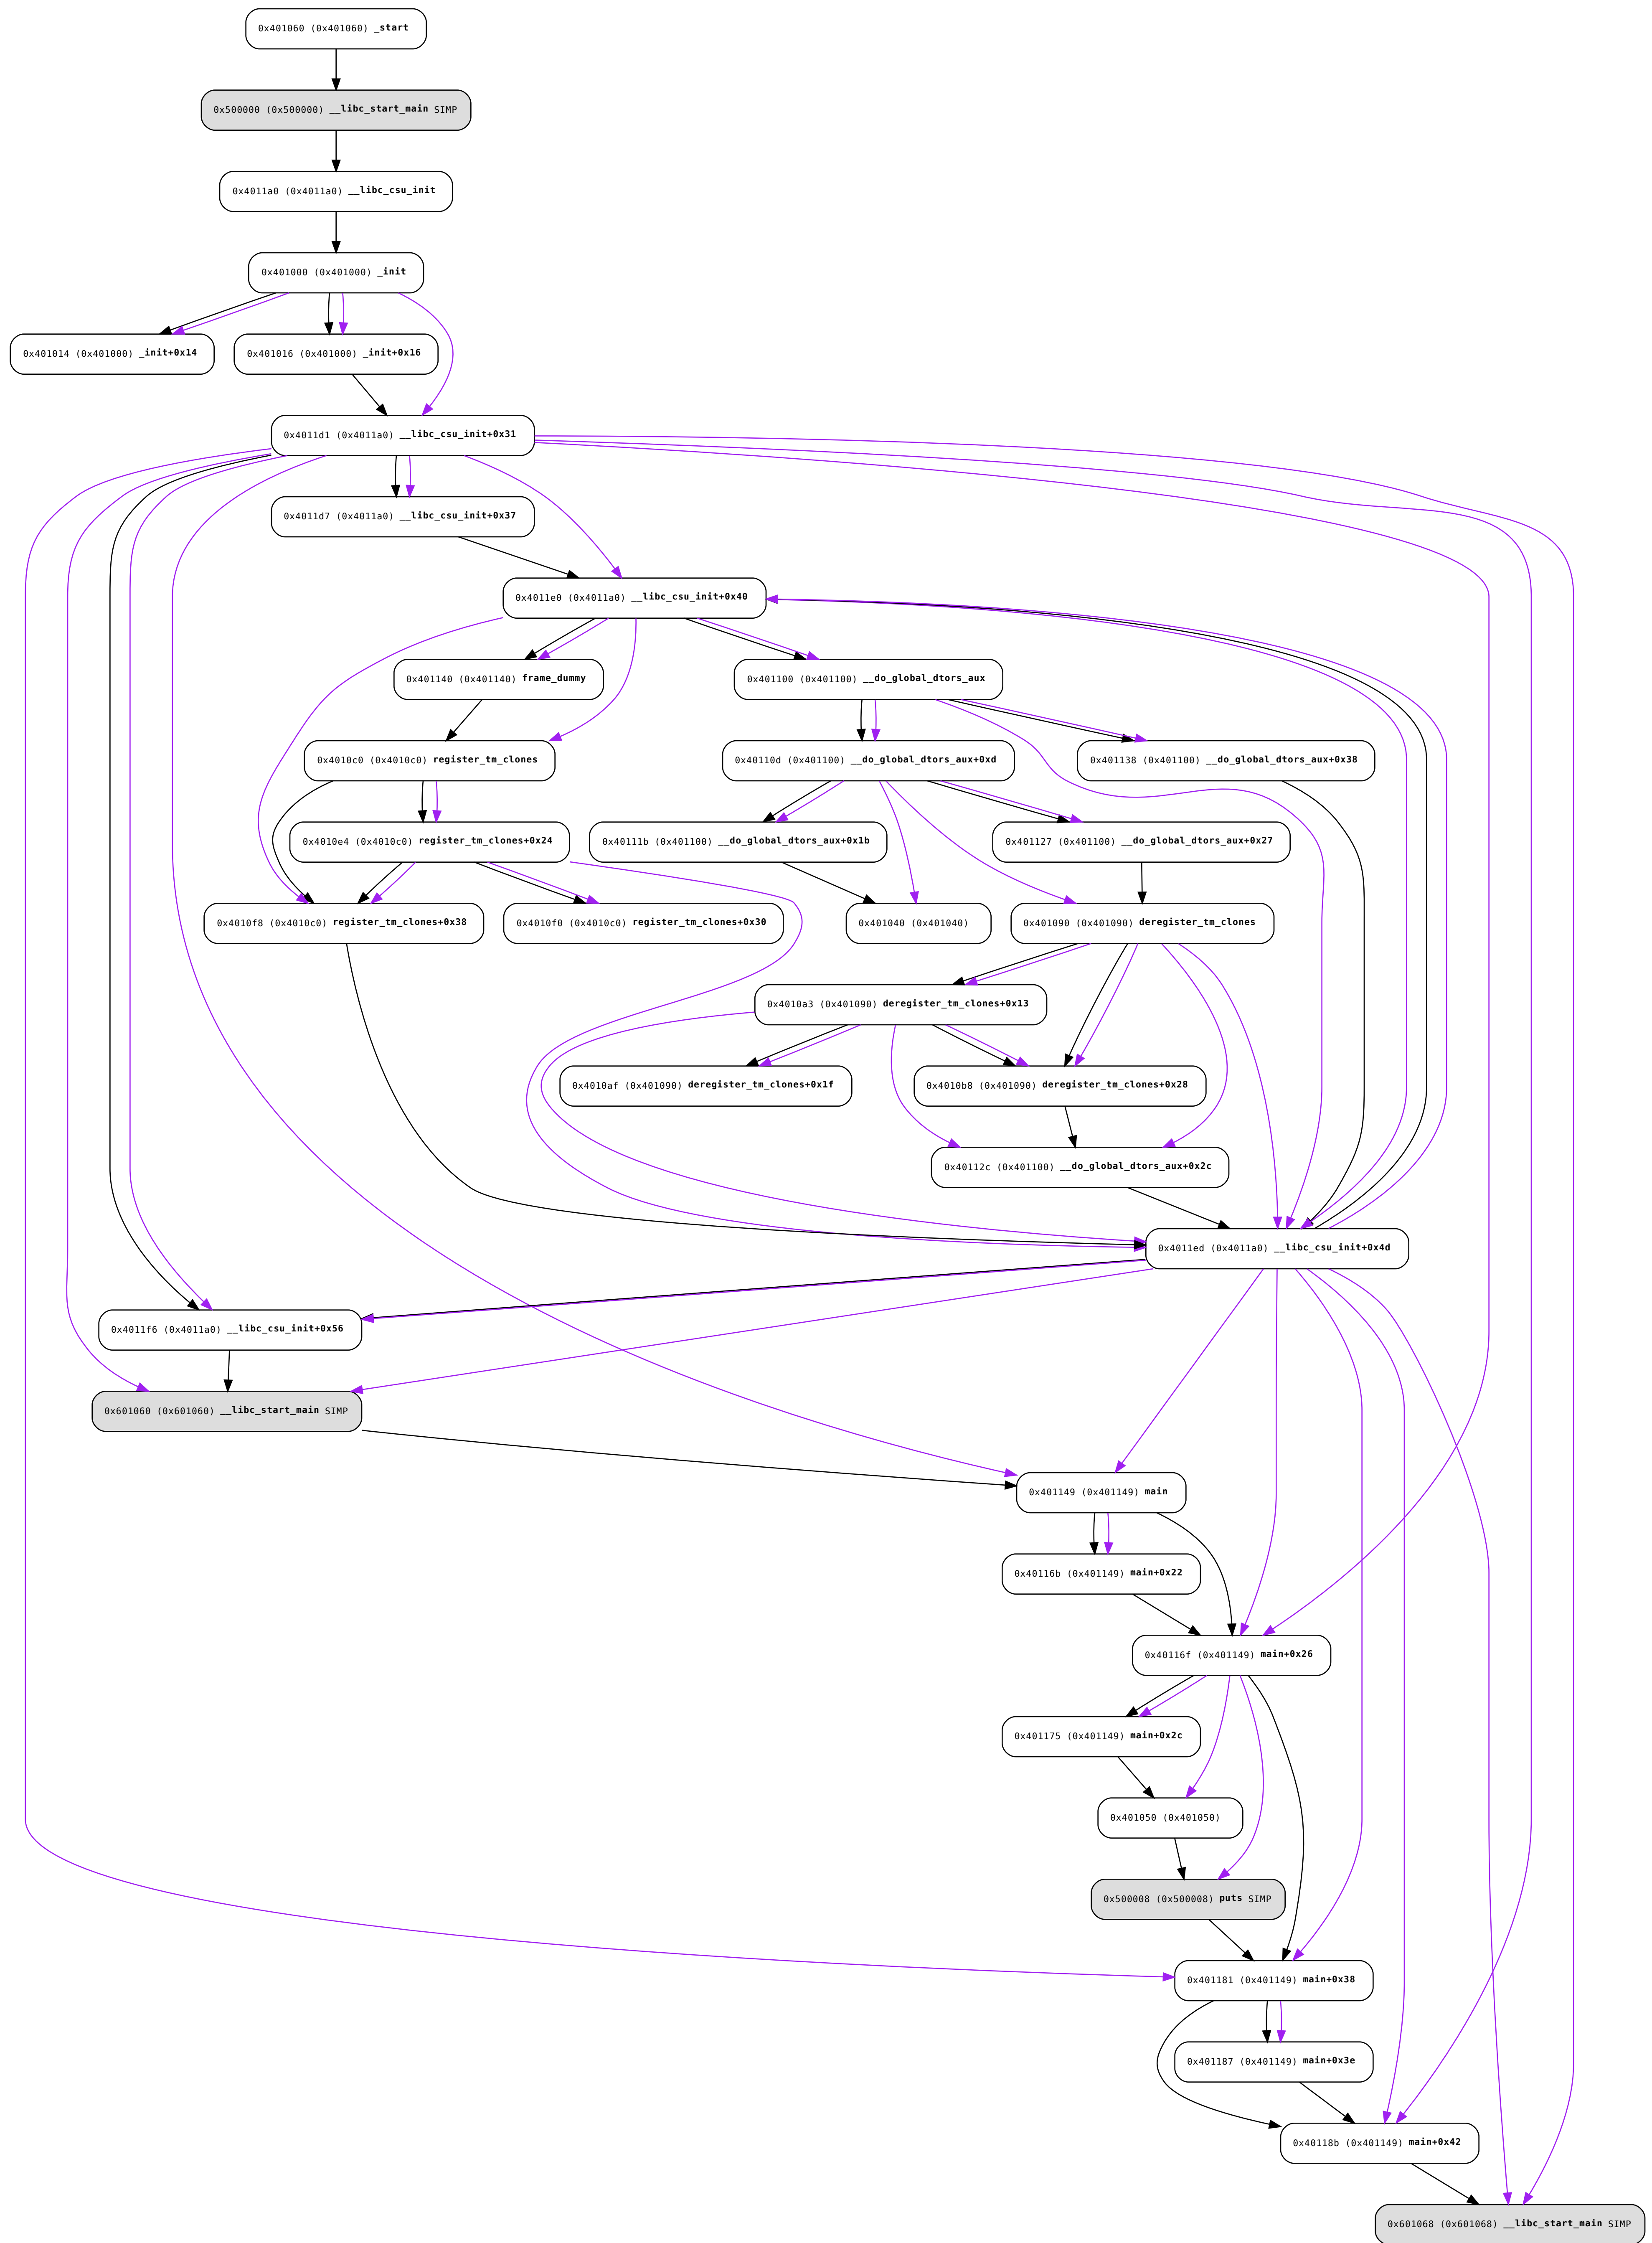 0x401060 (0x401060) _start
0x500000 (0x500000) __libc_start_main SIMP
0x4011a0 (0x4011a0) __libc_csu_init
0x401000 (0x401000) _init
0x401014 (0x401000) _init+0x14
0x401016 (0x401000) _init+0x16
0x4011d1 (0x4011a0) __libc_csu_init+0x31
0x4011d7 (0x4011a0) __libc_csu_init+0x37
0x4011e0 (0x4011a0) __libc_csu_init+0x40
0x401140 (0x401140) frame_dummy
0x401100 (0x401100) __do_global_dtors_aux
0x4010c0 (0x4010c0) register_tm_clones
0x40110d (0x401100) __do_global_dtors_aux+0xd
0x401138 (0x401100) __do_global_dtors_aux+0x38
0x4010e4 (0x4010c0) register_tm_clones+0x24
0x40111b (0x401100) __do_global_dtors_aux+0x1b
0x401127 (0x401100) __do_global_dtors_aux+0x27
0x4010f8 (0x4010c0) register_tm_clones+0x38
0x4010f0 (0x4010c0) register_tm_clones+0x30
0x401040 (0x401040)
0x401090 (0x401090) deregister_tm_clones
0x4010a3 (0x401090) deregister_tm_clones+0x13
0x4010af (0x401090) deregister_tm_clones+0x1f
0x4010b8 (0x401090) deregister_tm_clones+0x28
0x40112c (0x401100) __do_global_dtors_aux+0x2c
0x4011ed (0x4011a0) __libc_csu_init+0x4d
0x4011f6 (0x4011a0) __libc_csu_init+0x56
0x601060 (0x601060) __libc_start_main SIMP
0x401149 (0x401149) main
0x40116b (0x401149) main+0x22
0x40116f (0x401149) main+0x26
0x401175 (0x401149) main+0x2c
0x401050 (0x401050)
0x500008 (0x500008) puts SIMP
0x401181 (0x401149) main+0x38
0x401187 (0x401149) main+0x3e
0x40118b (0x401149) main+0x42
0x601068 (0x601068) __libc_start_main SIMP